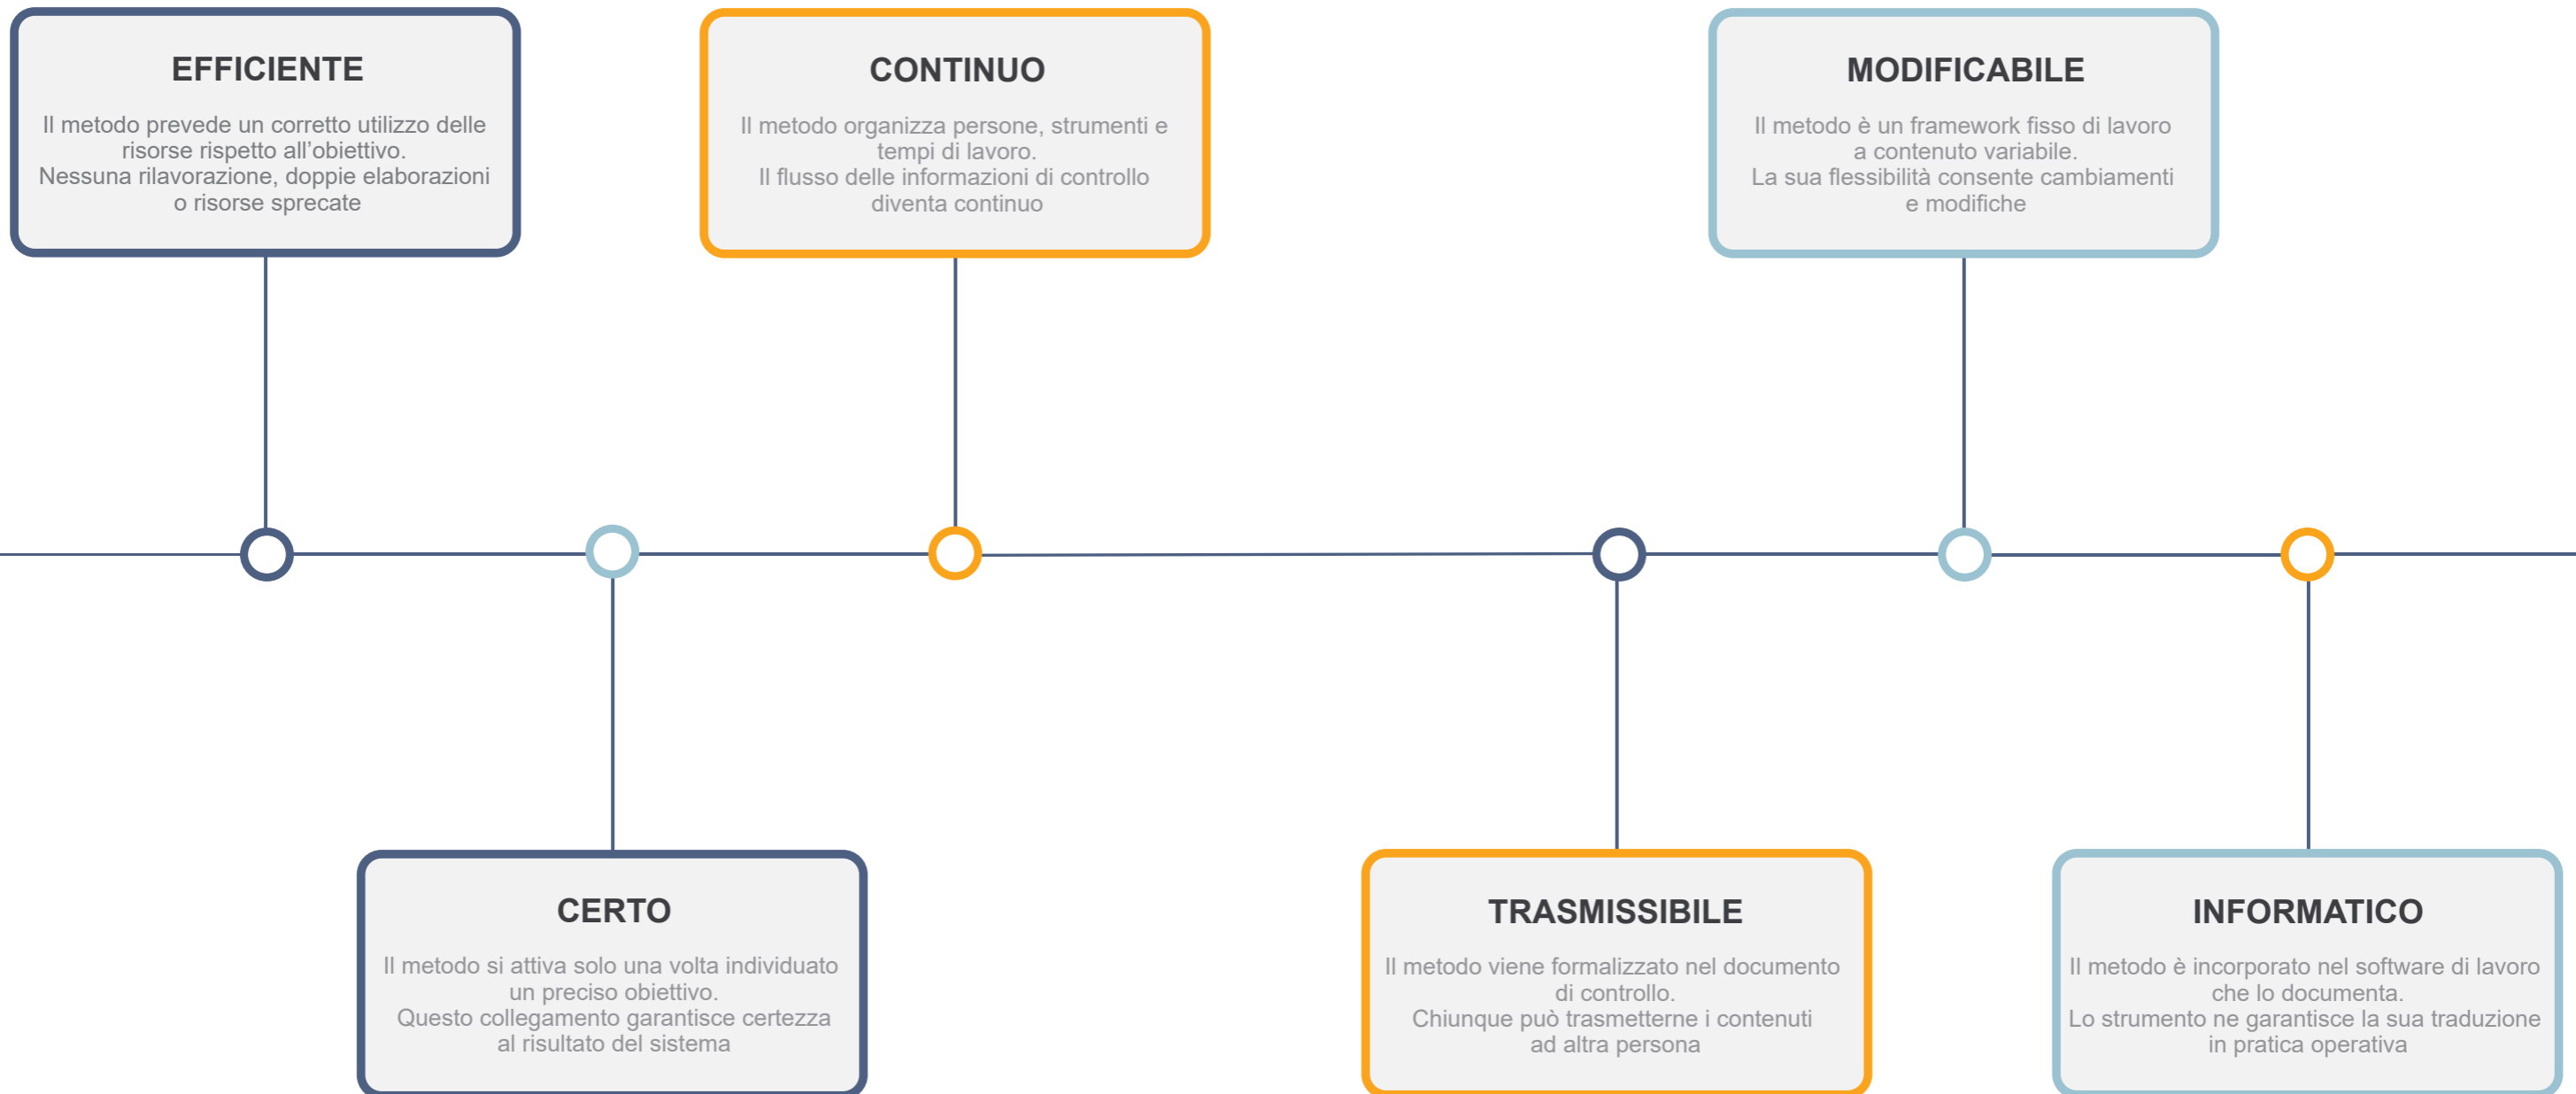 EFFICIENTE
Il metodo prevede un corretto utilizzo delle
risorse rispetto all’obiettivo.
Nessuna rilavorazione, doppie elaborazioni
o risorse sprecate
CONTINUO
Il metodo organizza persone, strumenti e
tempi di lavoro.
Il flusso delle informazioni di controllo
diventa continuo
MODIFICABILE
Il metodo è un framework fisso di lavoro
a contenuto variabile.
La sua flessibilità consente cambiamenti
e modifiche
CERTO
Il metodo si attiva solo una volta individuato
un preciso obiettivo.
Questo collegamento garantisce certezza
al risultato del sistema
TRASMISSIBILE
Il metodo viene formalizzato nel documento
di controllo.
Chiunque può trasmetterne i contenuti
ad altra persona
INFORMATICO
Il metodo è incorporato nel software di lavoro
che lo documenta.
Lo strumento ne garantisce la sua traduzione
in pratica operativa